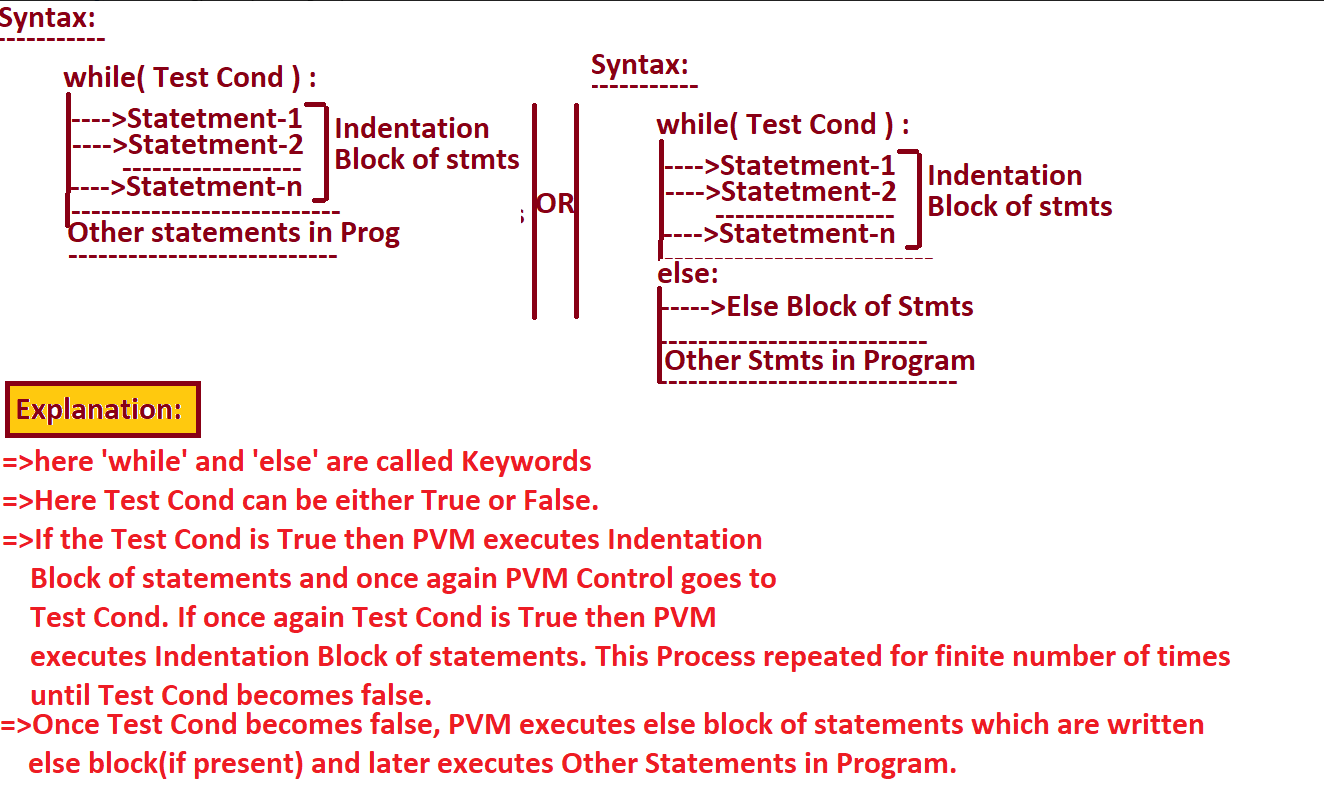 Syntax:
-----------
while( Test Cond ) :
---->Statetment-1
---->Statetment-2
------------------
---->Statetment-n
---------------------------
Other statements in Prog
---------------------------
Indentation
Block of stmts
OR
Syntax:
-----------
while( Test Cond ) :
---->Statetment-1
---->Statetment-2
------------------
---->Statetment-n
---------------------------
Indentation
Block of stmts
else:
----->Else Block of Stmts
---------------------------
Other Stmts in Program
------------------------------
Explanation:
=>here 'while' and 'else' are called Keywords
=>Here Test Cond can be either True or False.
=>If the Test Cond is True then PVM executes Indentation
Block of statements and once again PVM Control goes to
Test Cond. If once again Test Cond is True then PVM
executes Indentation Block of statements. This Process repeated for finite number of times
until Test Cond becomes false.
=>Once Test Cond becomes false, PVM executes else block of statements which are written
else block(if present) and later executes Other Statements in Program.